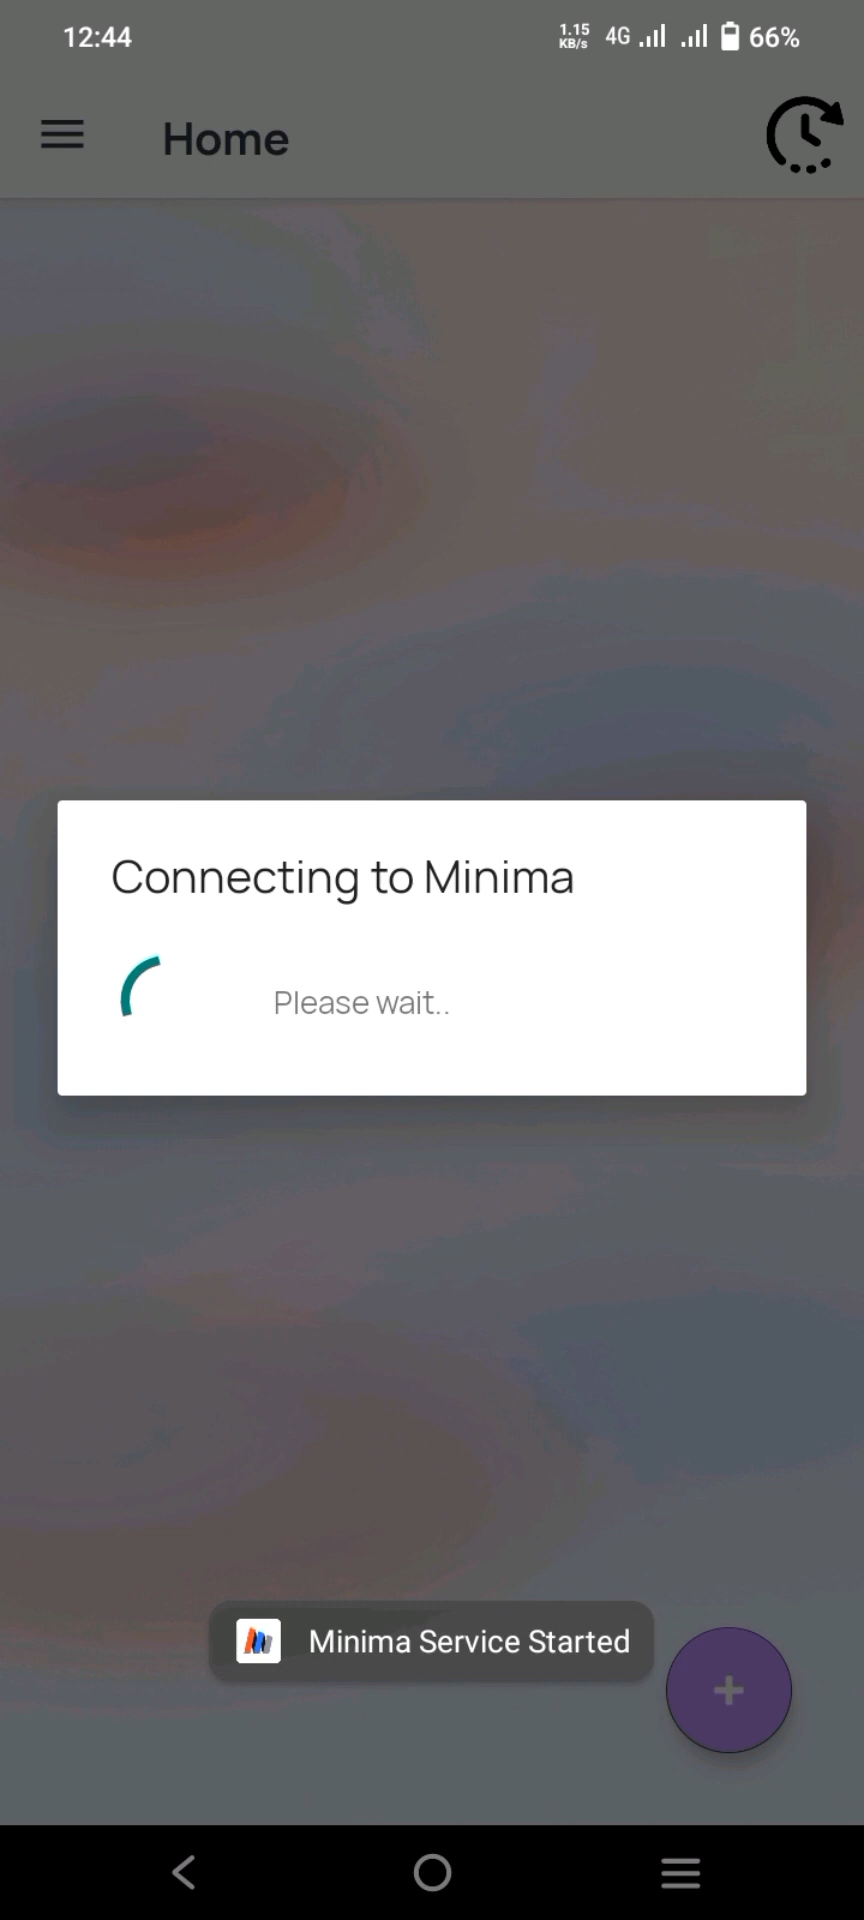 12:44
1.15
KB/s
4G
66%
Home
Connecting to Minima
Please wait..
Minima Service Started